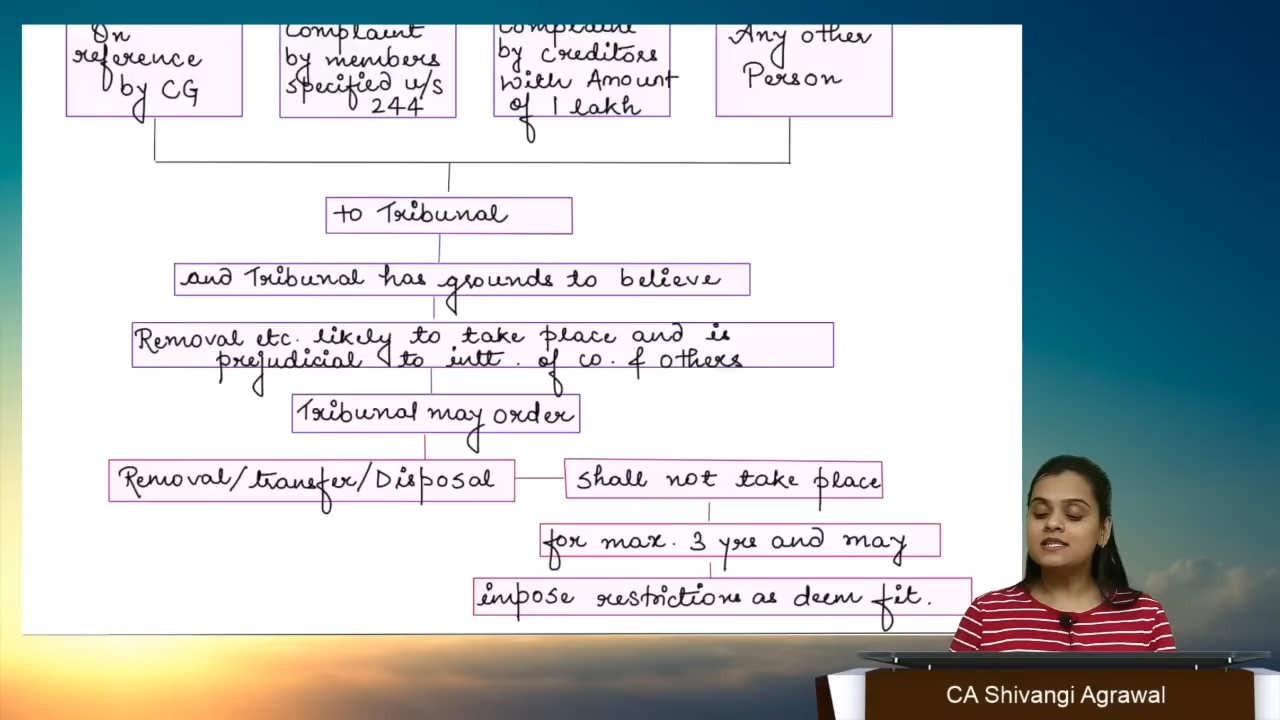 On
reference
by CG
Complaint
by members
specified u/s
244
Complaint
by creditors
with Amount
of 1 lakh
Any other
Person
to Tribunal
and Tribunal has grounds to believe
Removal etc. likely to take place and is
prejudicial to intt. of co. & others
Tribunal may order
Removal/transfer/Disposal
shall not take place
for max. 3 yrs and may
impose restrictions as deem fit.
CA Shivangi Agrawal